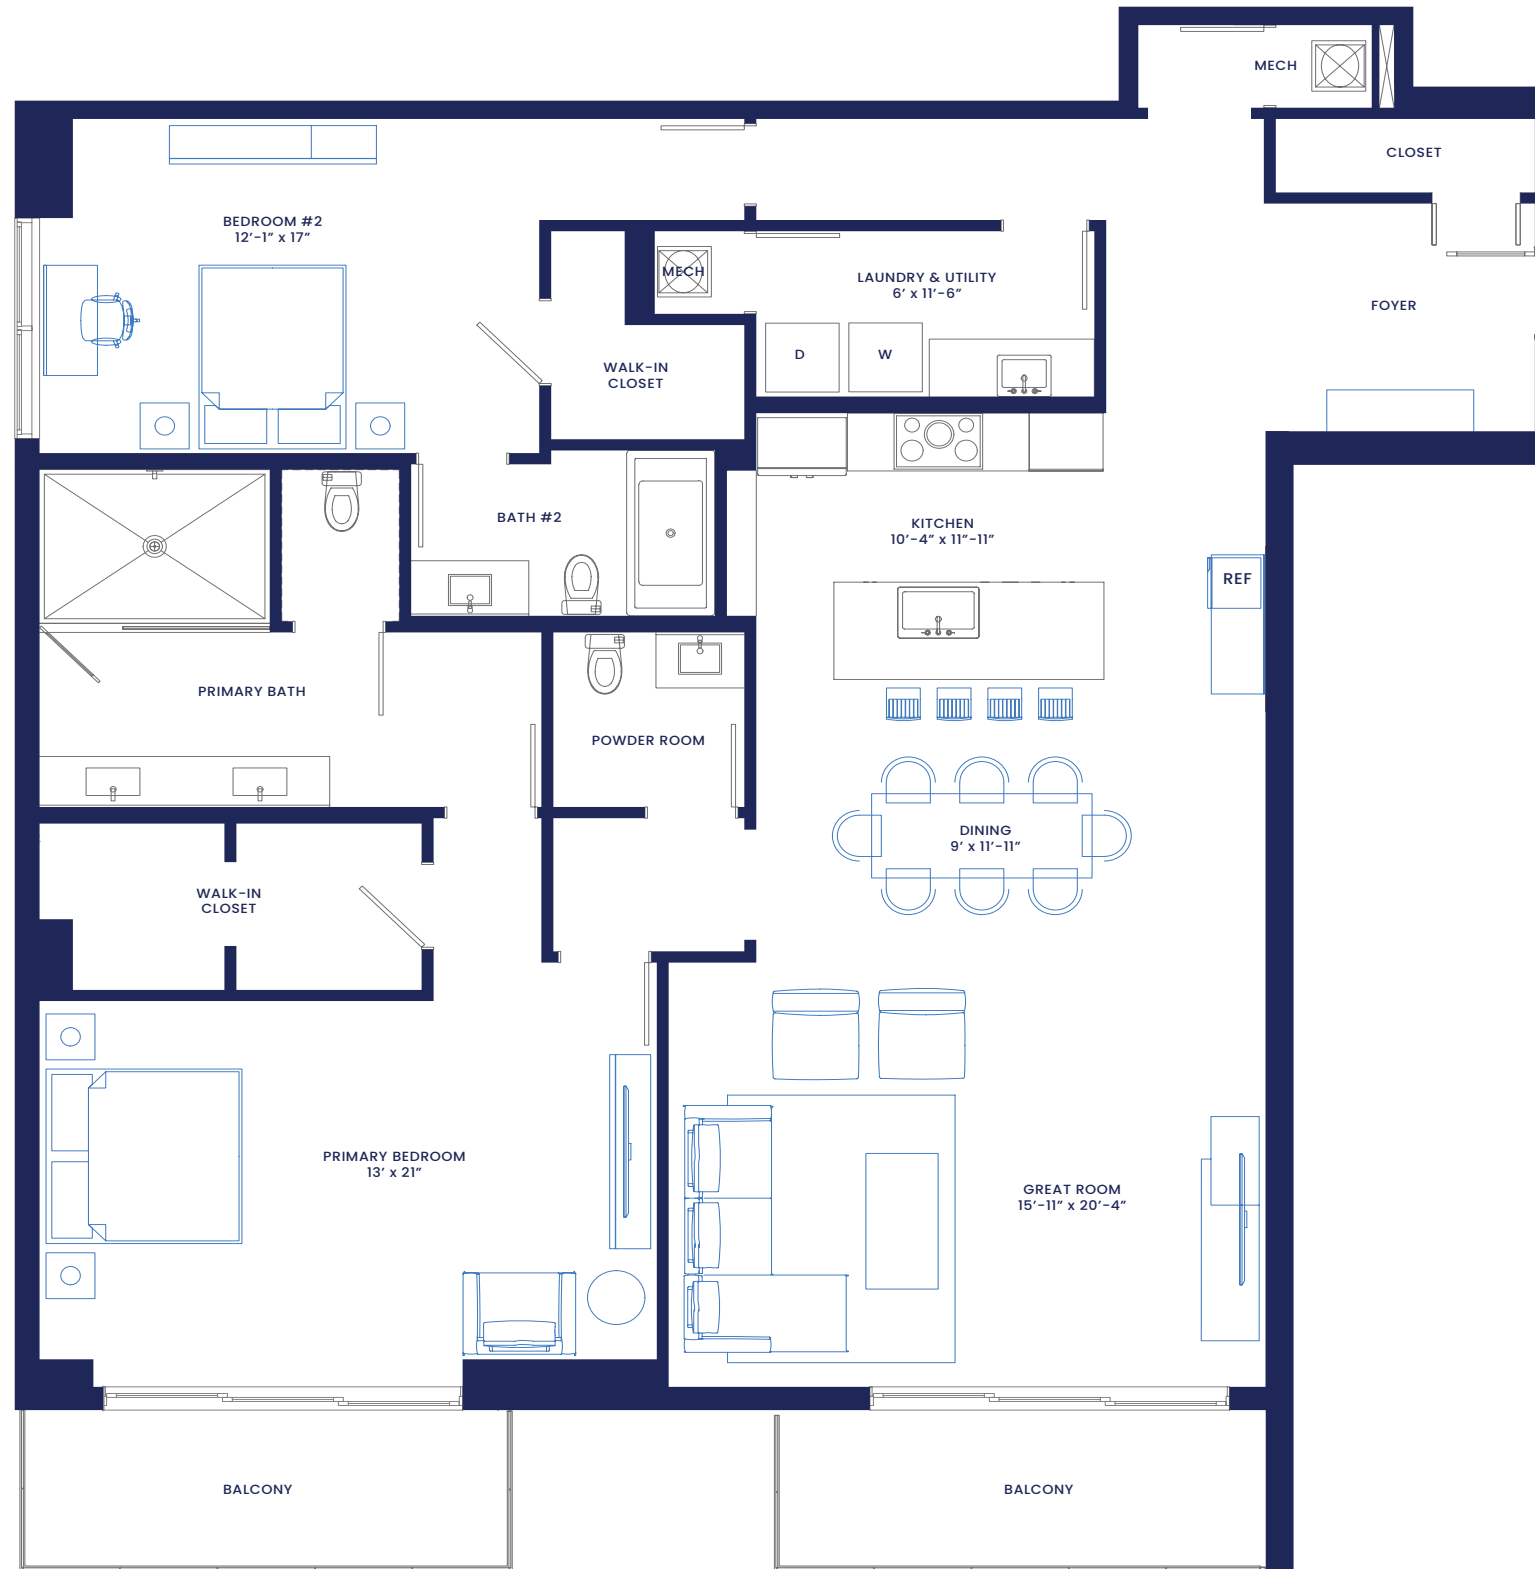 MECH
CLOSET
BEDROOM #2
12’-1” x 17”
MECH
LAUNDRY & UTILITY
6’ x 11’-6”
FOYER
D
W
WALK-IN
CLOSET
BATH #2
KITCHEN
10’-4” x 11”-11”
REF
PRIMARY BATH
POWDER ROOM
DINING
9’ x 11’-11”
WALK-IN
CLOSET
PRIMARY BEDROOM
13’ x 21”
GREAT ROOM
15’-11” x 20’-4”
BALCONY
BALCONY